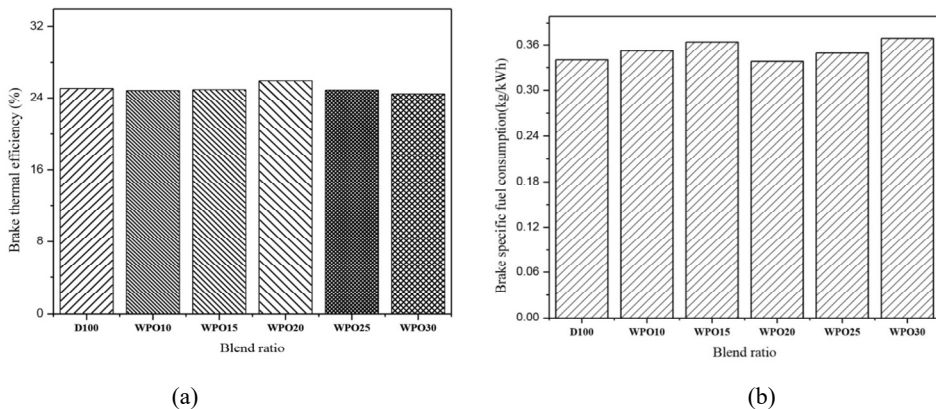 (a)
32
24
16
8
0
Brake thermal efficiency (%)
D100 WPO10 WPO15 WPO20 WPO25 WPO30
Blend ratio
(a)
(b)
0.36
0.30
0.24
0.18
0.12
0.06
0.00
Brake specific fuel consumption(kg/kWh)
D100 WPO10 WPO15 WPO20 WPO25 WPO30
Blend ratio
(b)